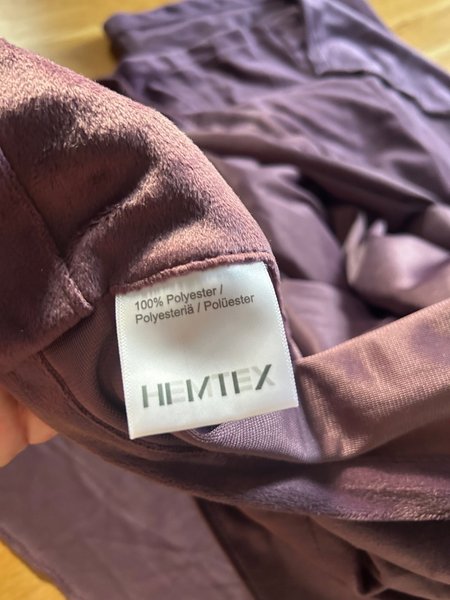 100% Polyester /
Polyesteriä / Polüester
HEMTEX